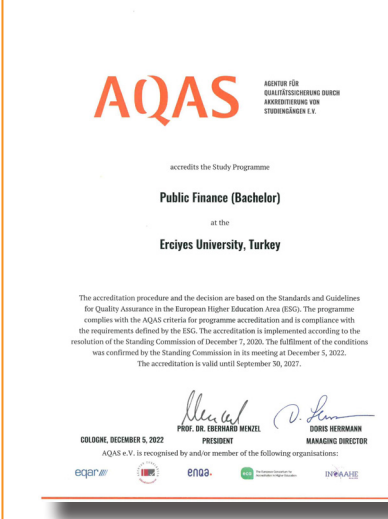 AQAS
AGENTUR FÜR
QUALITÄTSSICHERUNG DURCH
AKKREDITIERUNG VON
STUDIENGÄNGEN E.V.
accredits the Study Programme
Public Finance (Bachelor)
at the
Erciyes University, Turkey
The accreditation procedure and the decision are based on the Standards and Guidelines
for Quality Assurance in the European Higher Education Area (ESG). The programme
complies with the AQAS criteria for programme accreditation and is compliance with
the requirements defined by the ESG. The accreditation is implemented according to the
resolution of the Standing Commission of December 7, 2020. The fulfilment of the conditions
was confirmed by the Standing Commission in its meeting at December 5, 2022.
The accreditation is valid until September 30, 2027.
PROF. DR. EBERHARD MENZEL
DORIS HERRMANN
COLOGNE, DECEMBER 5, 2022
PRESIDENT
MANAGING DIRECTOR
AQAS e.V. is recognised by and/or member of the following organisations:
eqar
enqa.
INQAAHE